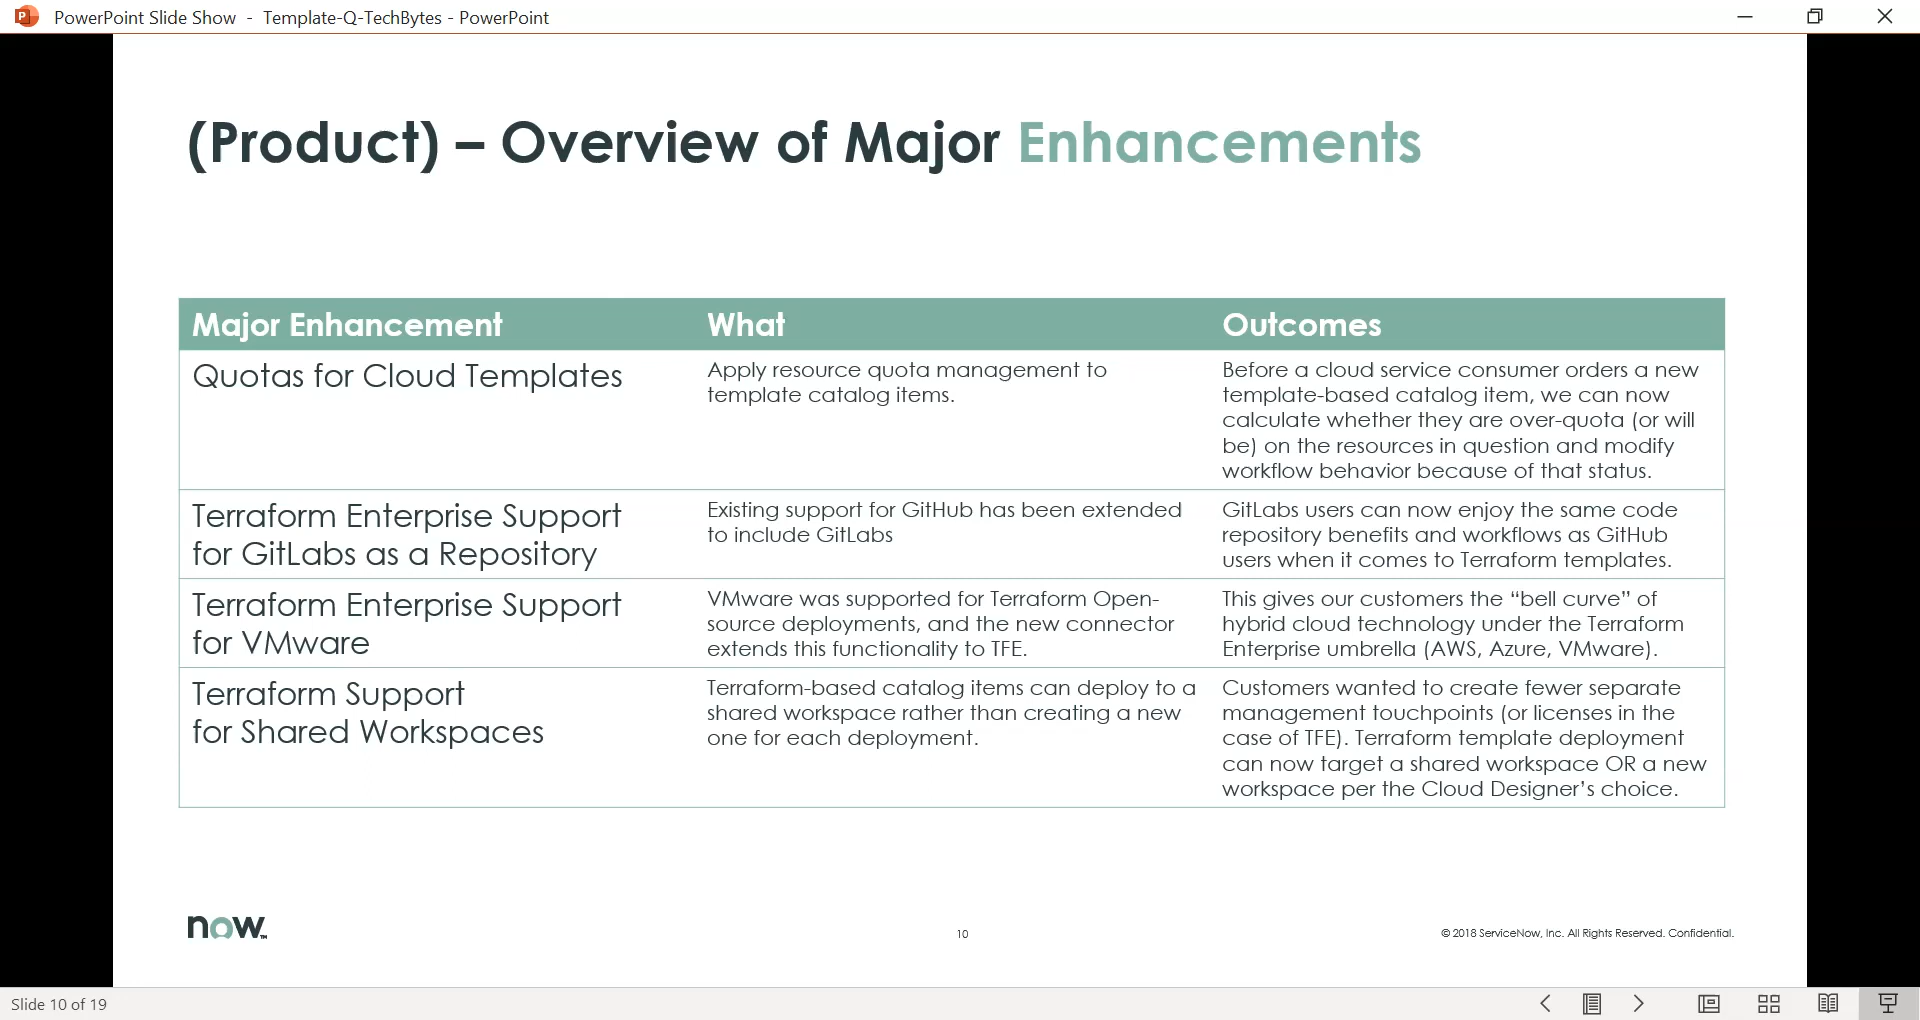 PowerPoint Slide Show - Template-Q-TechBytes - PowerPoint
(Product) – Overview of Major Enhancements
Major Enhancement
What
Outcomes
Quotas for Cloud Templates
Apply resource quota management to
template catalog items.
Before a cloud service consumer orders a new
template-based catalog item, we can now
calculate whether they are over-quota (or will
be) on the resources in question and modify
workflow behavior because of that status.
Terraform Enterprise Support
for GitLabs as a Repository
Existing support for GitHub has been extended
to include GitLabs
GitLabs users can now enjoy the same code
repository benefits and workflows as GitHub
users when it comes to Terraform templates.
Terraform Enterprise Support
for VMware
VMware was supported for Terraform Open-
source deployments, and the new connector
extends this functionality to TFE.
This gives our customers the “bell curve” of
hybrid cloud technology under the Terraform
Enterprise umbrella (AWS, Azure, VMware).
Terraform Support
for Shared Workspaces
Terraform-based catalog items can deploy to a
shared workspace rather than creating a new
one for each deployment.
Customers wanted to create fewer separate
management touchpoints (or licenses in the
case of TFE). Terraform template deployment
can now target a shared workspace OR a new
workspace per the Cloud Designer’s choice.
now™
10
© 2018 ServiceNow, Inc. All Rights Reserved. Confidential.
Slide 10 of 19